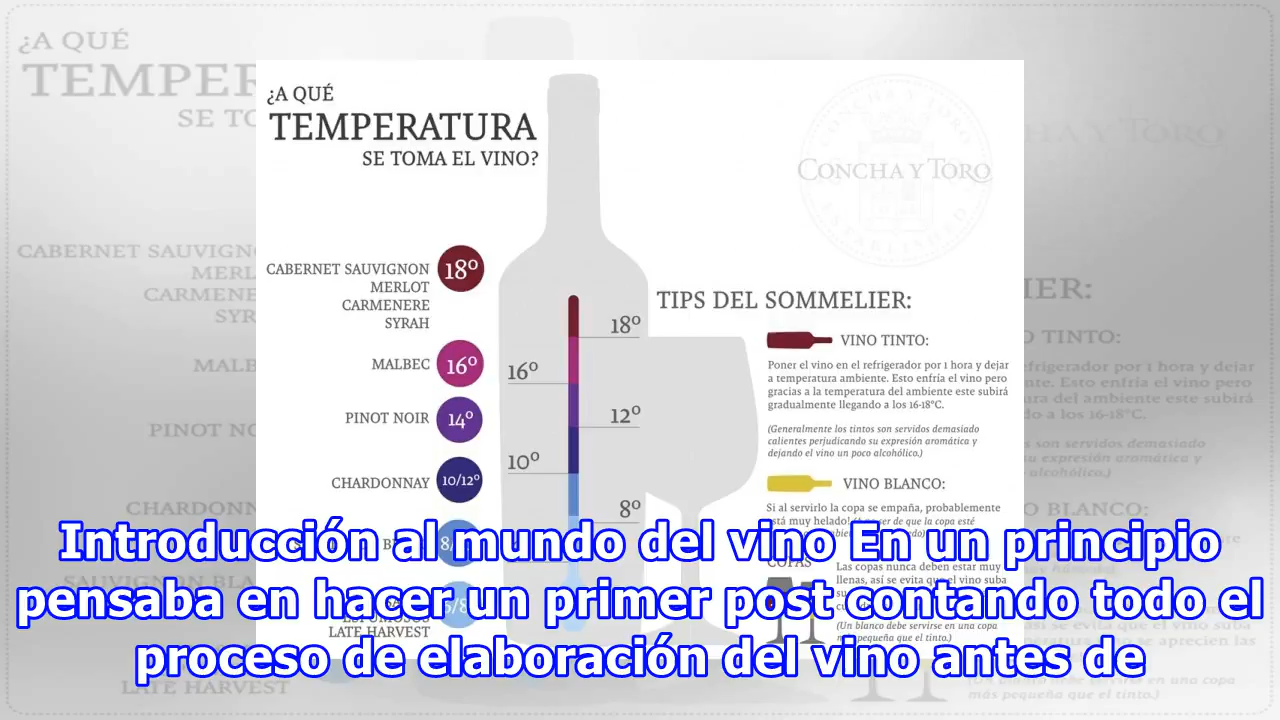 ¿A QUÉ
TEMPERATURA
SE TOMA EL VINO?
CONCHA Y TORO
CABERNET SAUVIGNON
MERLOT
CARMENERE
SYRAH
18º
MALBEC
16º
PINOT NOIR
14º
CHARDONNAY
10/12º
LATE HARVEST
18º
16º
12º
10º
8º
TIPS DEL SOMMELIER:
VINO TINTO:
Poner el vino en el refrigerador por 1 hora y dejar
a temperatura ambiente. Esto enfría el vino pero
gracias a la temperatura del ambiente este subirá
gradualmente llegando a los 16-18°C.
(Generalmente los tintos son servidos demasiado
calientes perjudicando su expresión aromática y
dejando el vino un poco alcohólico.)
VINO BLANCO:
Si al servirlo la copa se empaña, probablemente
está muy helado!
COPAS
Las copas nunca deben estar muy
llenas, así se evita que el vino suba
(Un blanco debe servirse en una copa
más pequeña que el tinto.)
Introducción al mundo del vino En un principio
pensaba en hacer un primer post contando todo el
proceso de elaboración del vino antes de